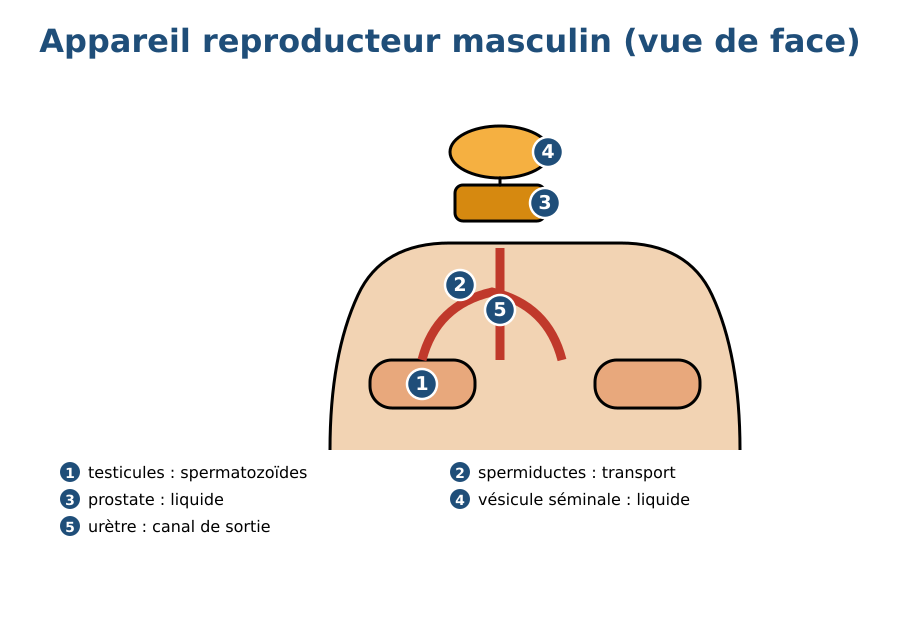 Appareil reproducteur masculin (vue de face)
4
3
2
5
1
1 testicules : spermatozoïdes
2 spermiductes : transport
3 prostate : liquide
4 vésicule séminale : liquide
5 urètre : canal de sortie